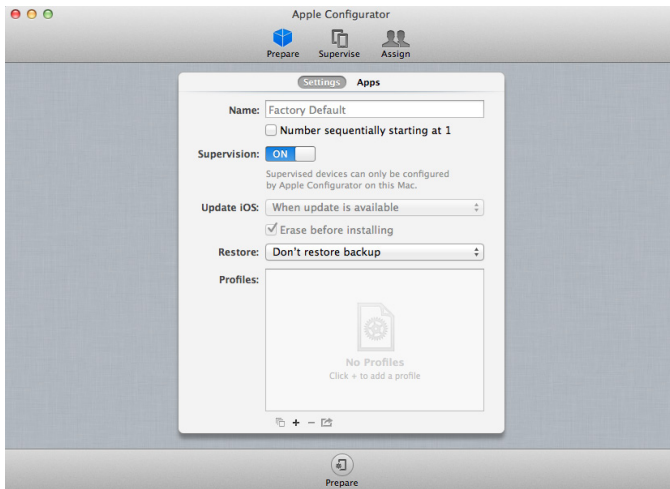 Apple Configurator
Prepare Supervise Assign
Settings Apps
Name: Factory Default
Number sequentially starting at 1
Supervision: ON
Supervised devices can only be configured
by Apple Configurator on this Mac.
Update iOS: When update is available
Erase before installing
Restore: Don't restore backup
Profiles:
No Profiles
Click + to add a profile
Prepare